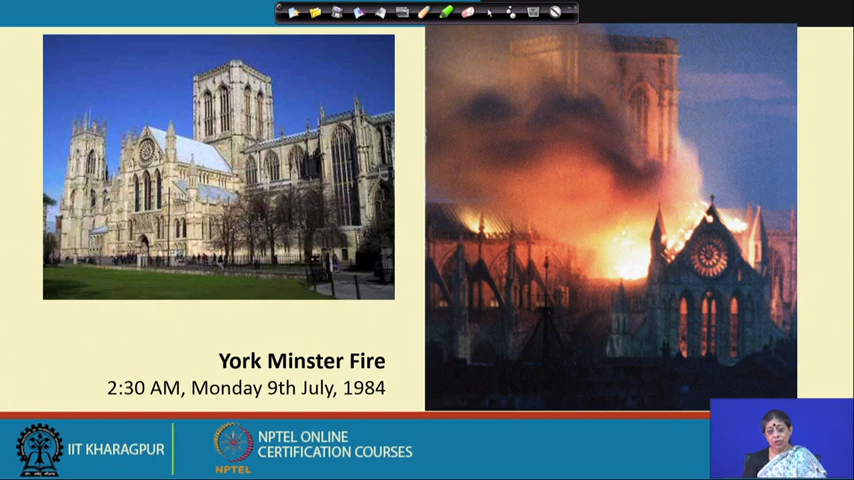 York Minster Fire
2:30 AM, Monday 9th July, 1984
IIT KHARAGPUR
NPTEL
NPTEL ONLINE
CERTIFICATION COURSES